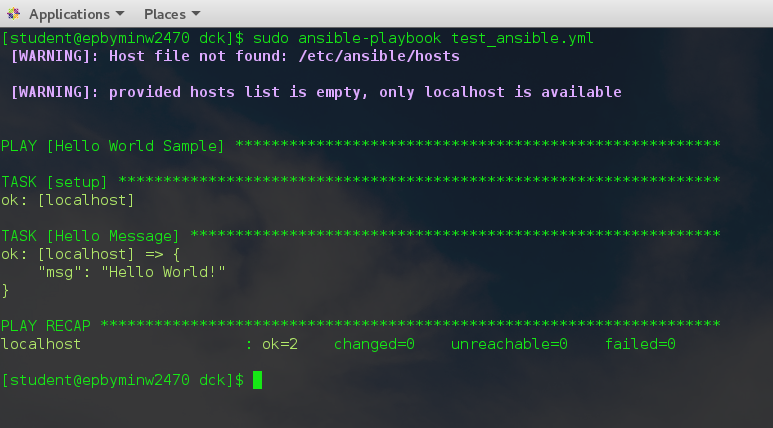 Applications Places
[student@epbyminw2470 dck]$ sudo ansible-playbook test_ansible.yml
[WARNING]: Host file not found: /etc/ansible/hosts
[WARNING]: provided hosts list is empty, only localhost is available
PLAY [Hello World Sample] ******************************************************
TASK [setup] *******************************************************************
ok: [localhost]
TASK [Hello Message] ***********************************************************
ok: [localhost] => {
    "msg": "Hello World!"
}
PLAY RECAP *********************************************************************
localhost                  : ok=2    changed=0    unreachable=0    failed=0
[student@epbyminw2470 dck]$